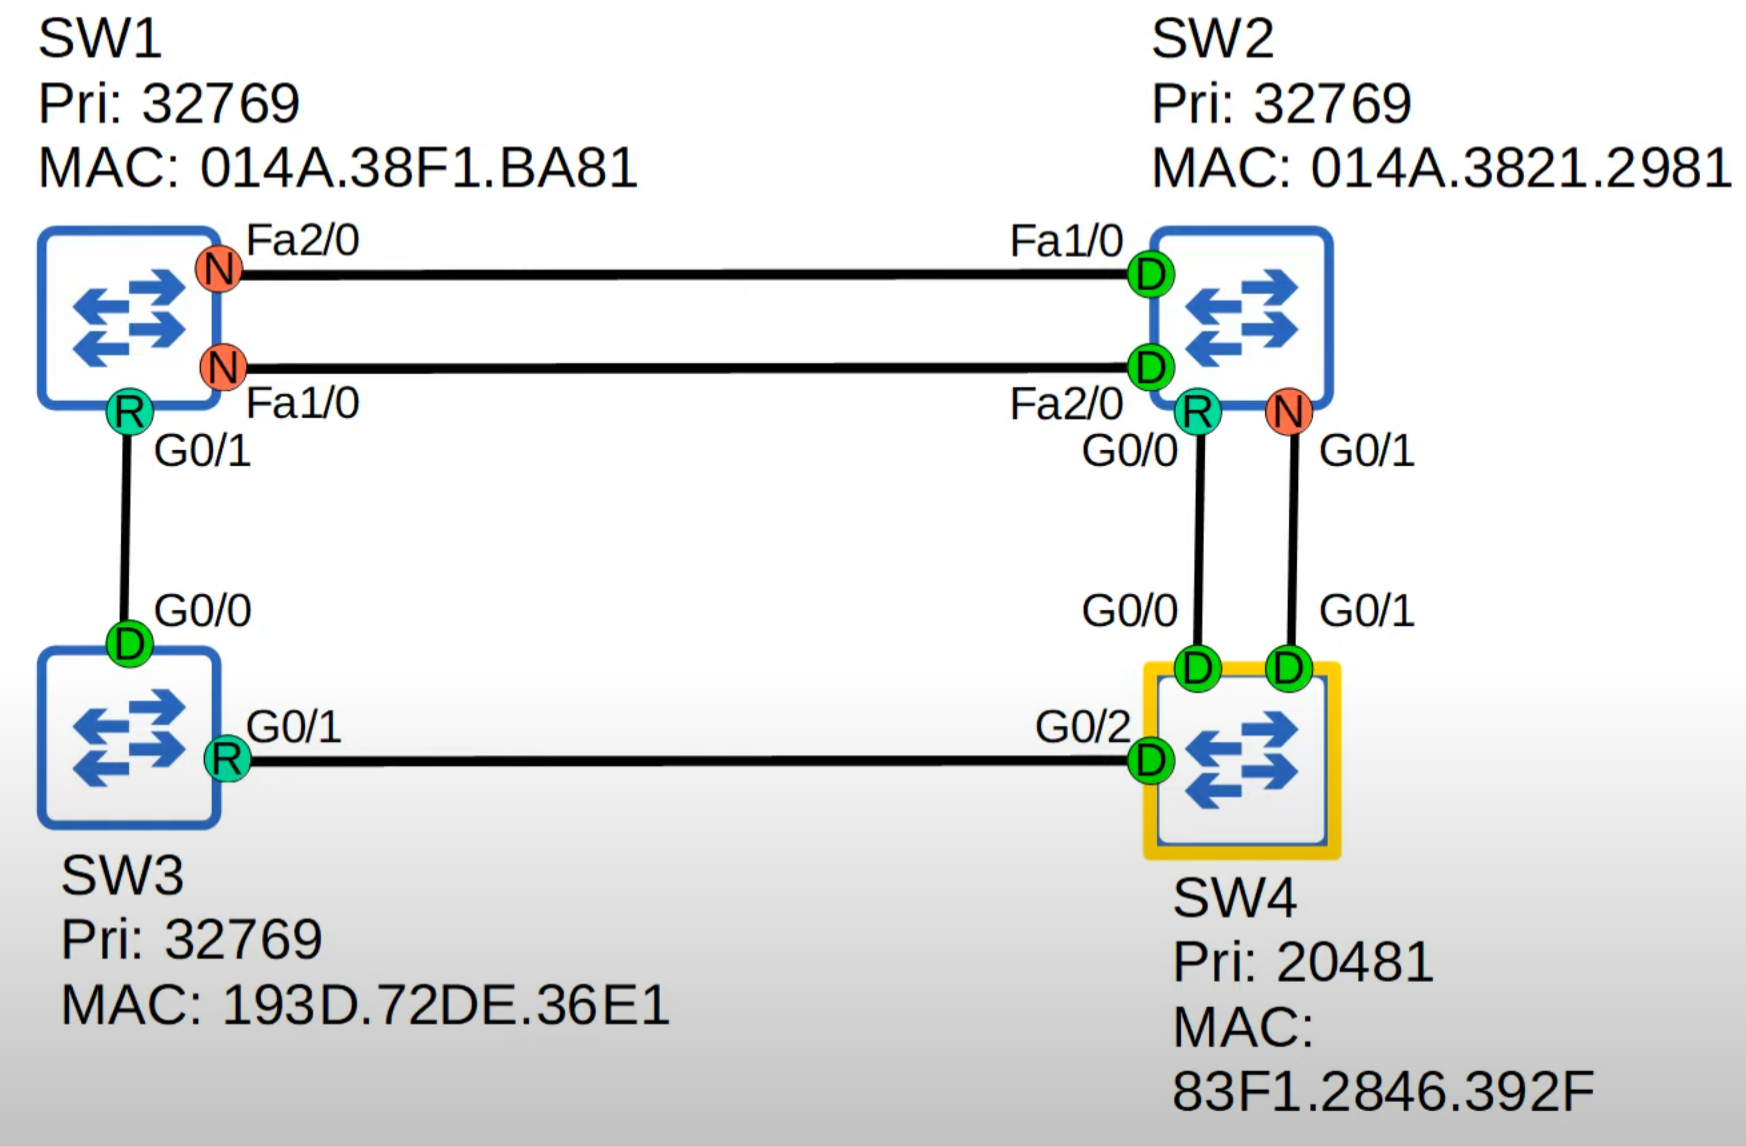 SW1
Pri: 32769
MAC: 014A.38F1.BA81
SW2
Pri: 32769
MAC: 014A.3821.2981
N
Fa2/0
Fa1/0
D
N
Fa1/0
D
Fa2/0
R
G0/1
R
G0/0
N
G0/1
G0/0
D
G0/0
D
G0/1
D
R
G0/1
G0/2
D
SW3
Pri: 32769
MAC: 193D.72DE.36E1
SW4
Pri: 20481
MAC:
83F1.2846.392F